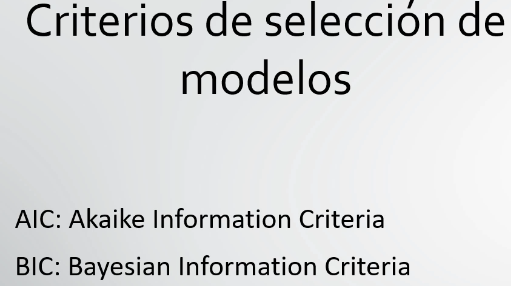 Criterios de selección de
modelos
AIC: Akaike Information Criteria
BIC: Bayesian Information Criteria